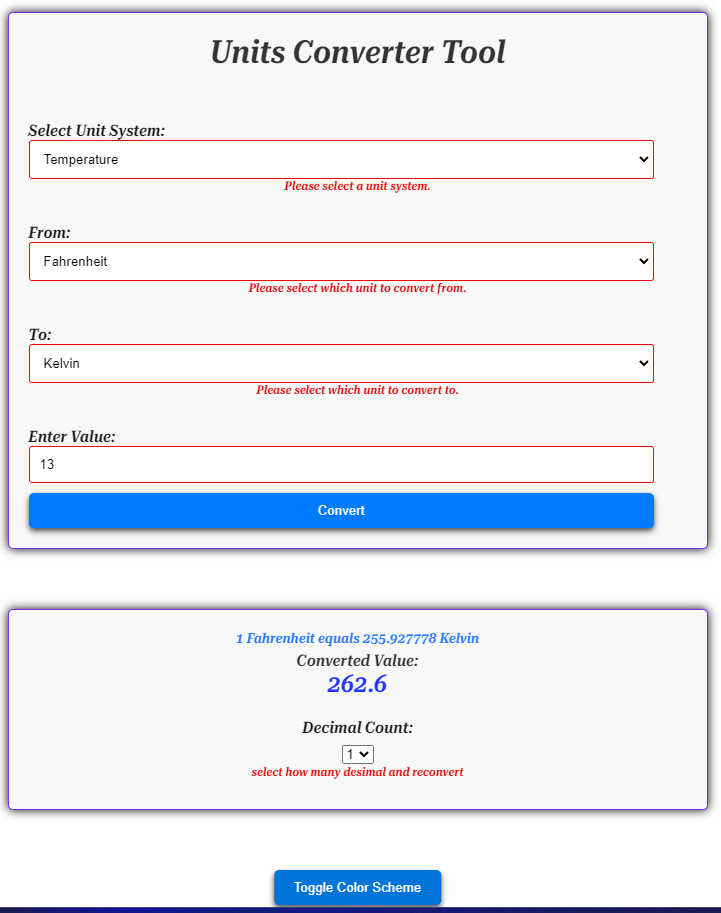 Units Converter Tool
Select Unit System:
Temperature
Please select a unit system.
From:
Fahrenheit
Please select which unit to convert from.
To:
Kelvin
Please select which unit to convert to.
Enter Value:
13
Convert
1 Fahrenheit equals 255.927778 Kelvin
Converted Value:
262.6
Decimal Count:
1
select how many desimal and reconvert
Toggle Color Scheme